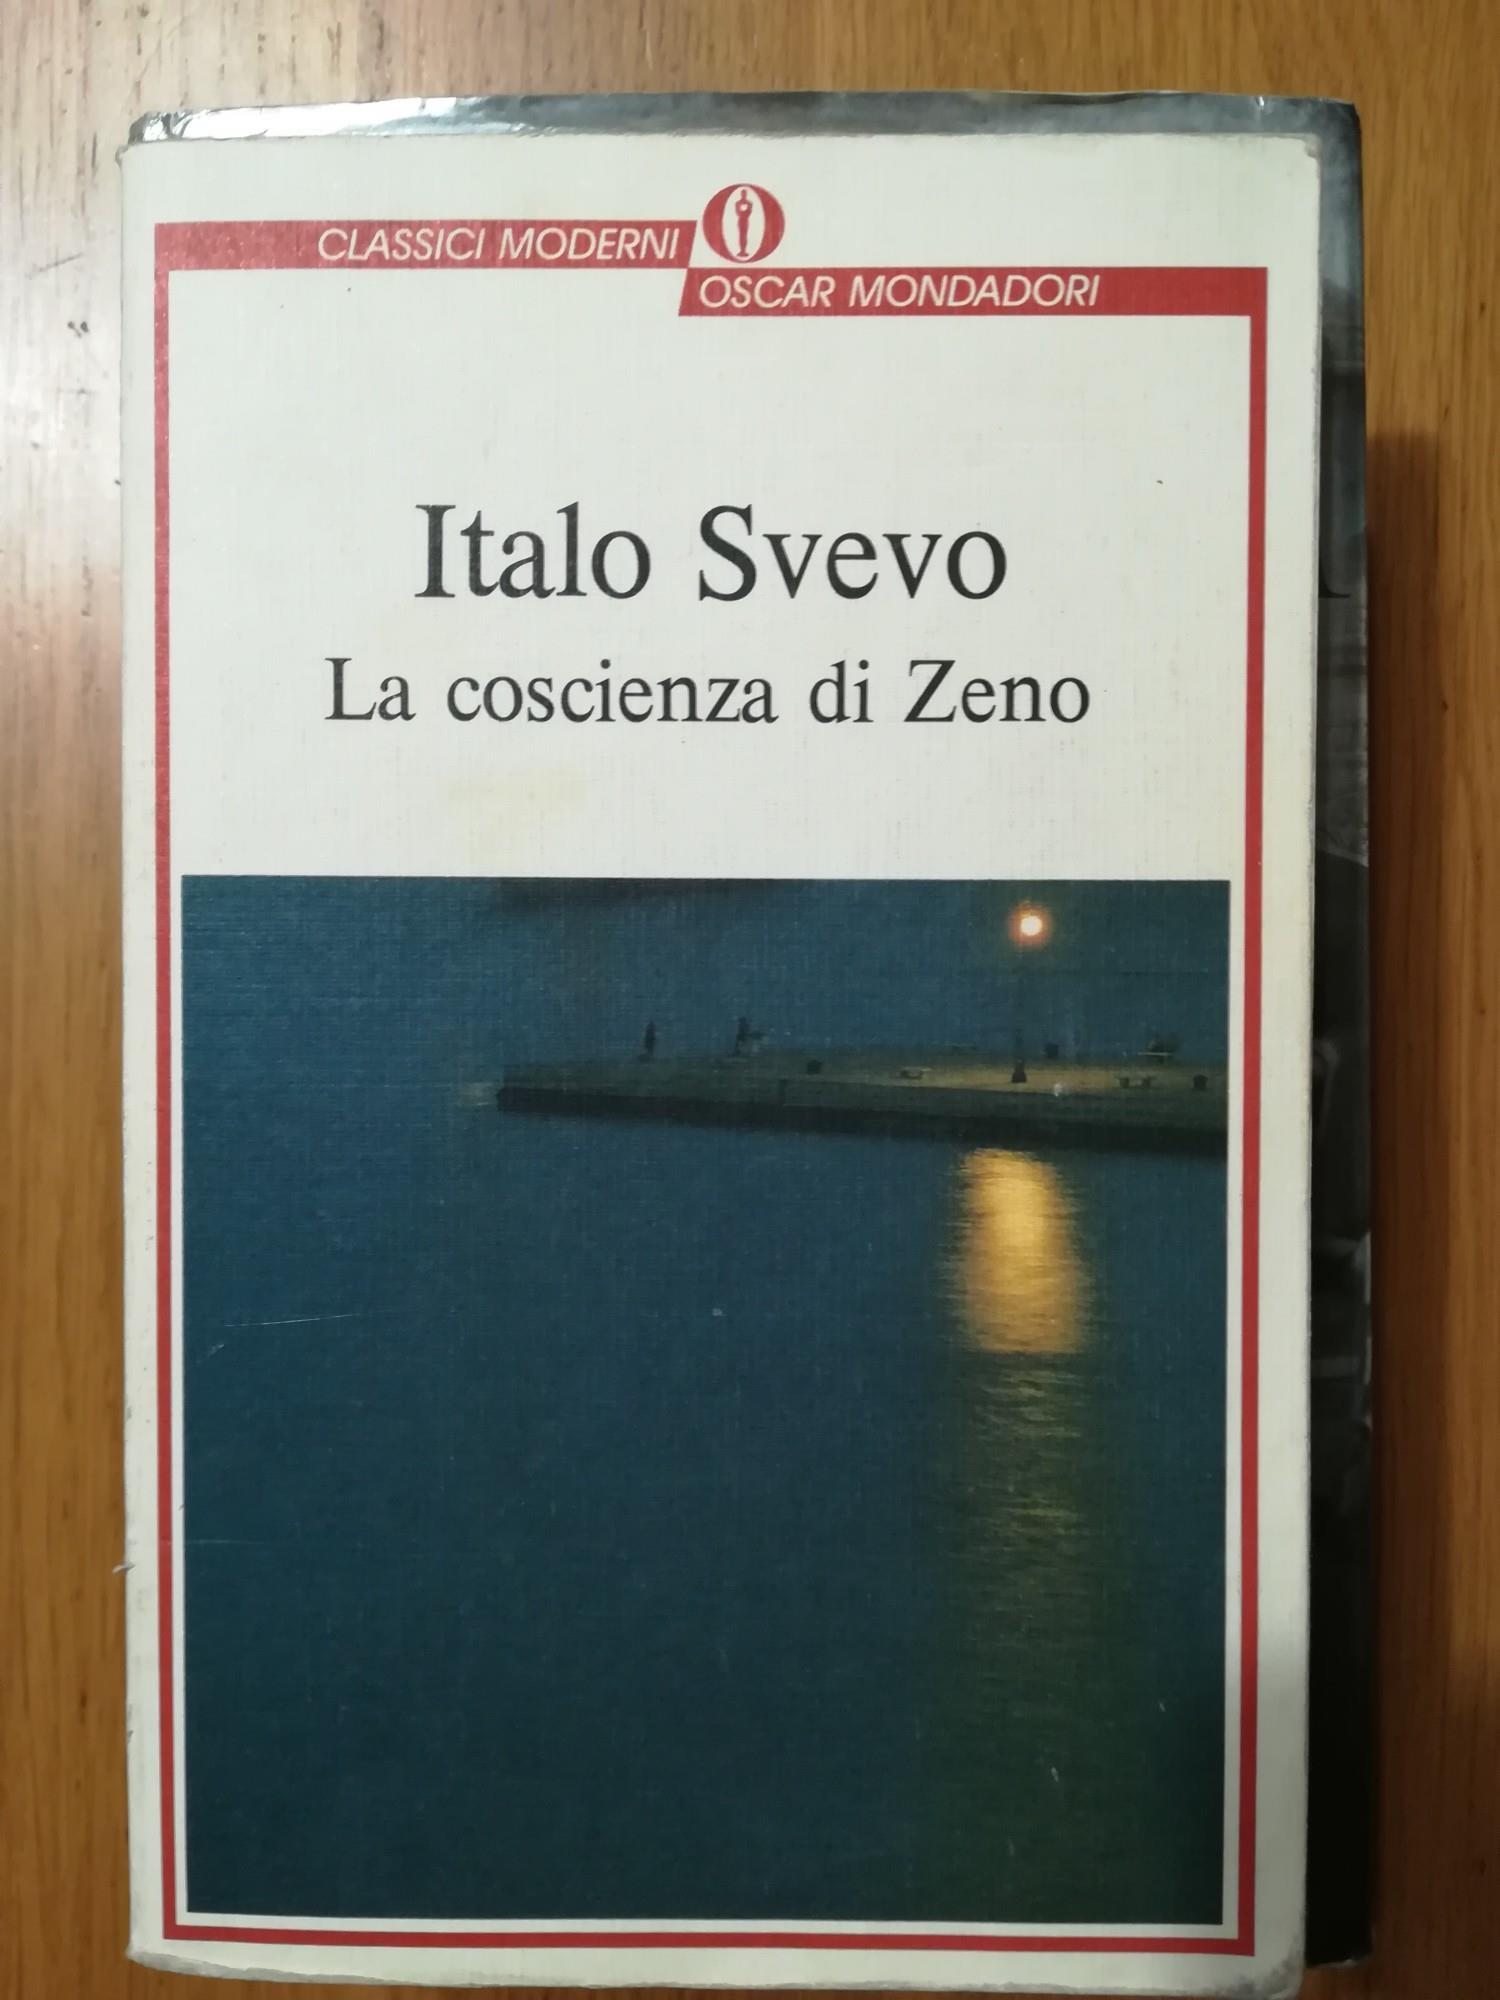 CLASSICI MODERNI
OSCAR MONDADORI
Italo Svevo
La coscienza di Zeno